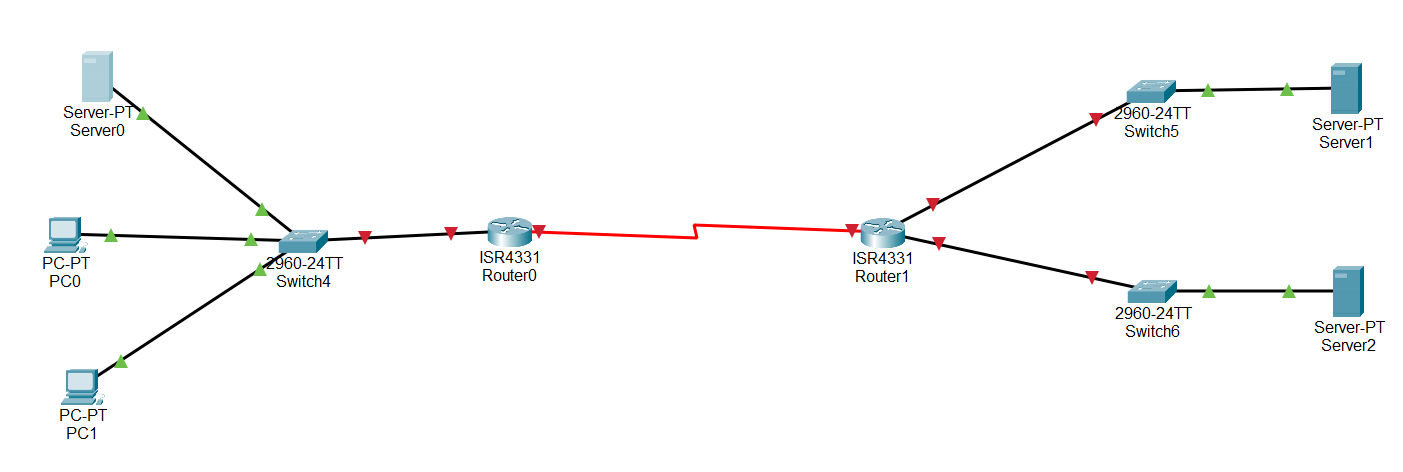 Server-PT
Server0
PC-PT
PC0
PC-PT
PC1
2960-24TT
Switch4
ISR4331
Router0
ISR4331
Router1
2960-24TT
Switch5
Server-PT
Server1
2960-24TT
Switch6
Server-PT
Server2